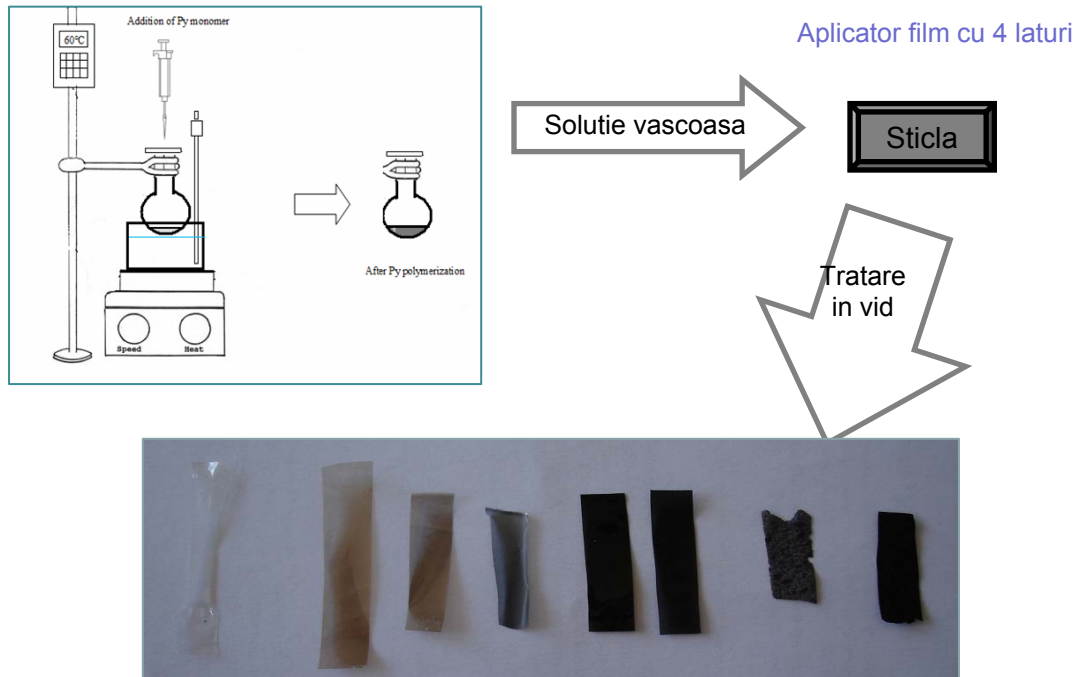 Addition of Py monomer
60°C
Aplicator film cu 4 laturi
Solutie vascoasa
Sticla
After Py polymerization
Tratare
in vid
Speed
Heat